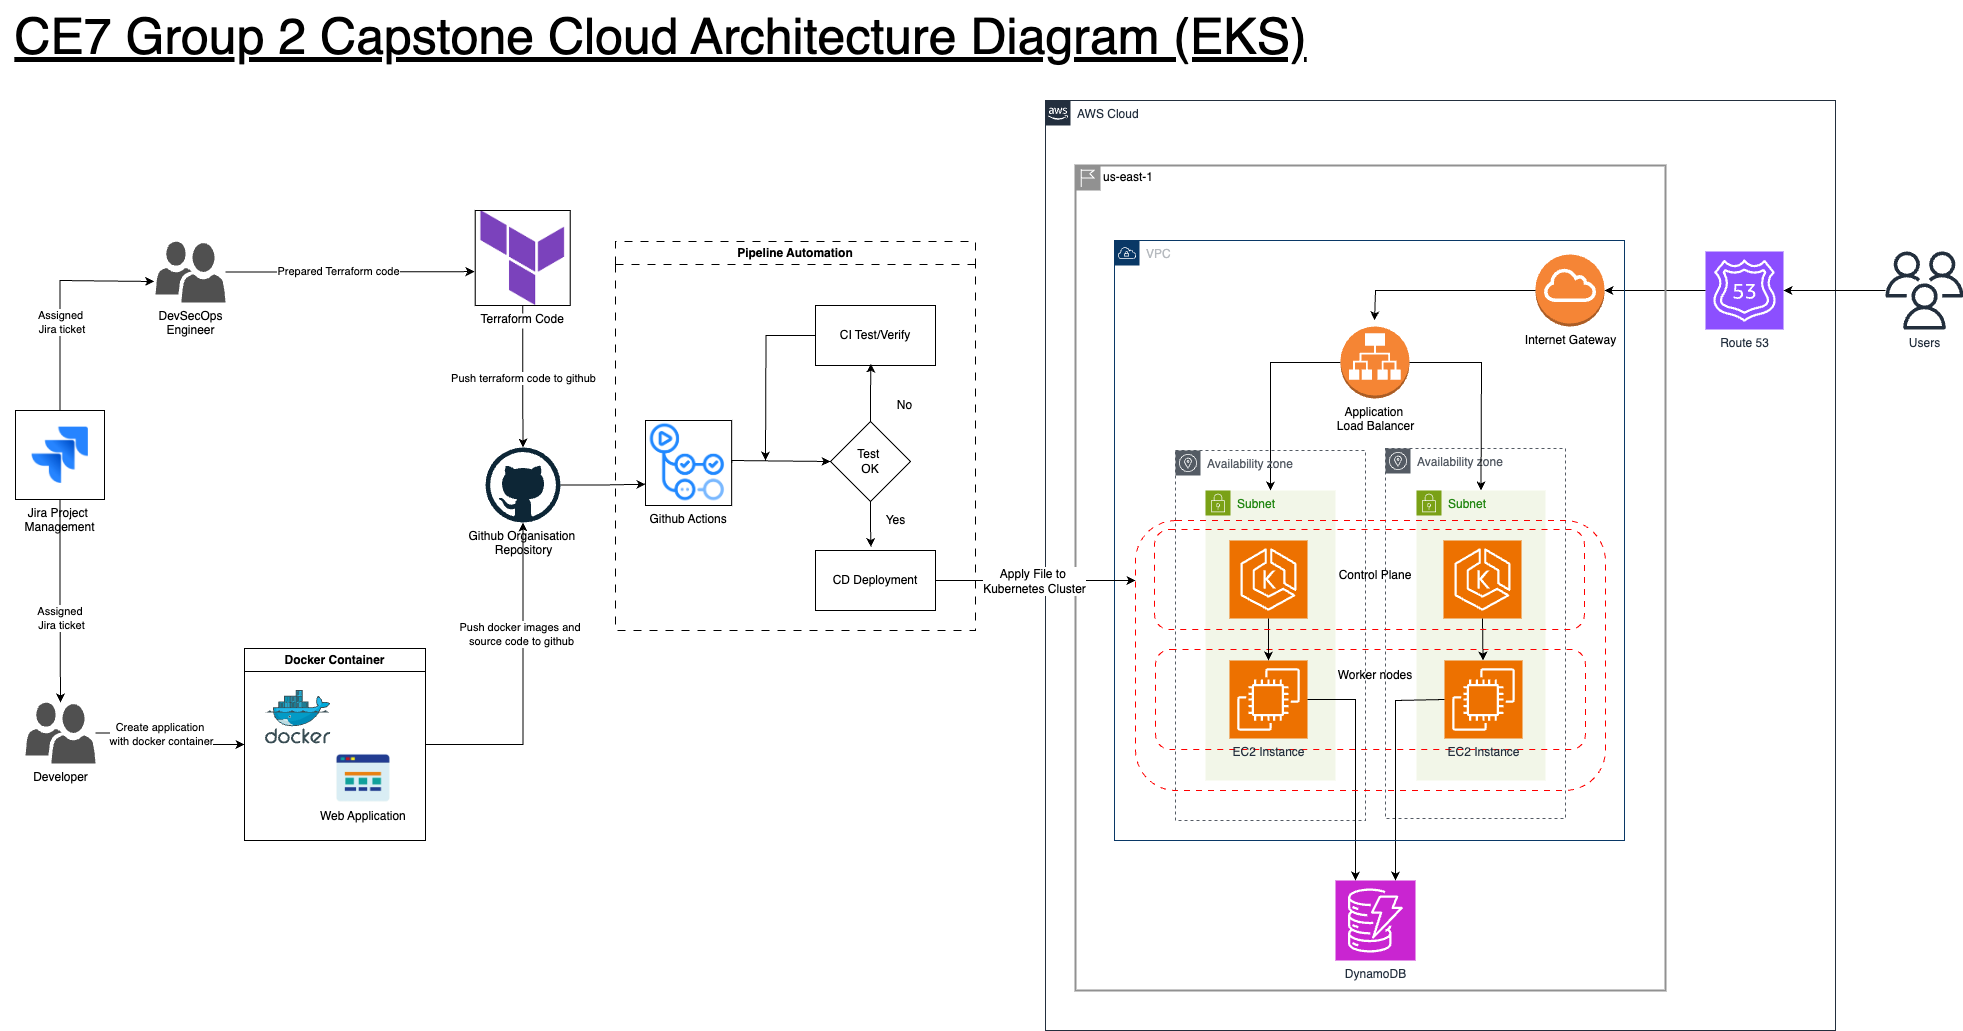 CE7 Group 2 Capstone Cloud Architecture Diagram (EKS)
aws
AWS Cloud
us-east-1
VPC
Pipeline Automation
Prepared Terraform code
DevSecOps
Engineer
Terraform Code
Assigned
Jira ticket
CI Test/Verify
Internet Gateway
53
Route 53
Users
Push terraform code to github
No
Application
Load Balancer
Test
OK
Availability zone
Availability zone
Jira Project
Management
Github Actions
Yes
Subnet
Subnet
Github Organisation
Repository
CD Deployment
Apply File to
Kubernetes Cluster
K
Control Plane
K
Assigned
Jira ticket
Push docker images and
source code to github
Docker Container
Worker nodes
docker
Create application
with docker container
EC2 Instance
EC2 Instance
Developer
Web Application
DynamoDB